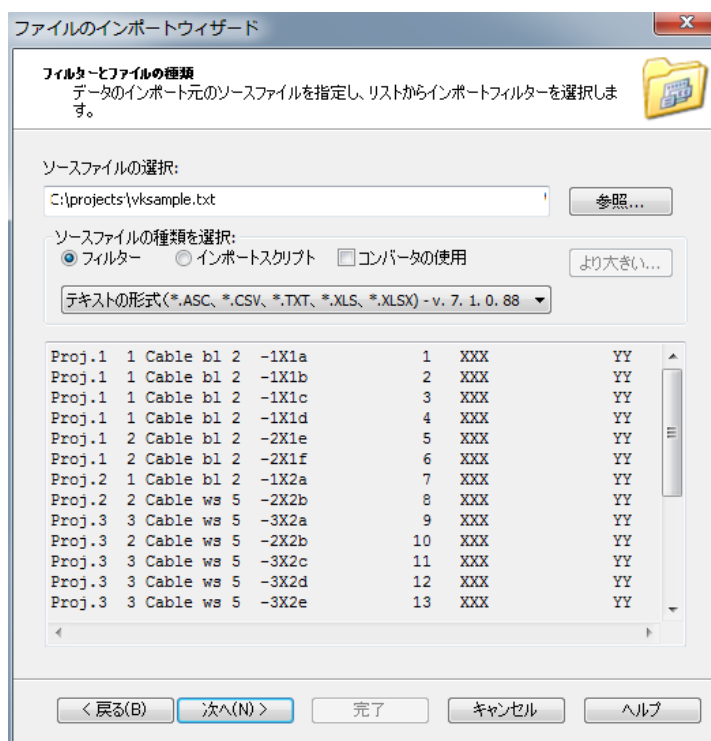 ファイルのインポートウィザード
フィルターとファイルの種類
データのインポート元のソースファイルを指定し、リストからインポートフィルターを選択しま
す。
ソースファイルの選択:
C:\projects\vksample.txt
参照...
ソースファイルの種類を選択:
フィルター インポートスクリプト コンバータの使用
より大きい...
テキストの形式(*.ASC、*.CSV、*.TXT、*.XLS、*.XLSX) - v. 7. 1. 0. 88
Proj.1 1 Cable bl 2 -1X1a 1 XXX YY
Proj.1 1 Cable bl 2 -1X1b 2 XXX YY
Proj.1 1 Cable bl 2 -1X1c 3 XXX YY
Proj.1 1 Cable bl 2 -1X1d 4 XXX YY
Proj.1 2 Cable bl 2 -2X1e 5 XXX YY
Proj.1 2 Cable bl 2 -2X1f 6 XXX YY
Proj.2 1 Cable bl 2 -1X2a 7 XXX YY
Proj.2 2 Cable ws 5 -2X2b 8 XXX YY
Proj.3 3 Cable ws 5 -3X2a 9 XXX YY
Proj.3 2 Cable ws 5 -2X2b 10 XXX YY
Proj.3 3 Cable ws 5 -3X2c 11 XXX YY
Proj.3 3 Cable ws 5 -3X2d 12 XXX YY
Proj.3 3 Cable ws 5 -3X2e 13 XXX YY
< 戻る(B) 次へ(N) > 完了 キャンセル ヘルプ